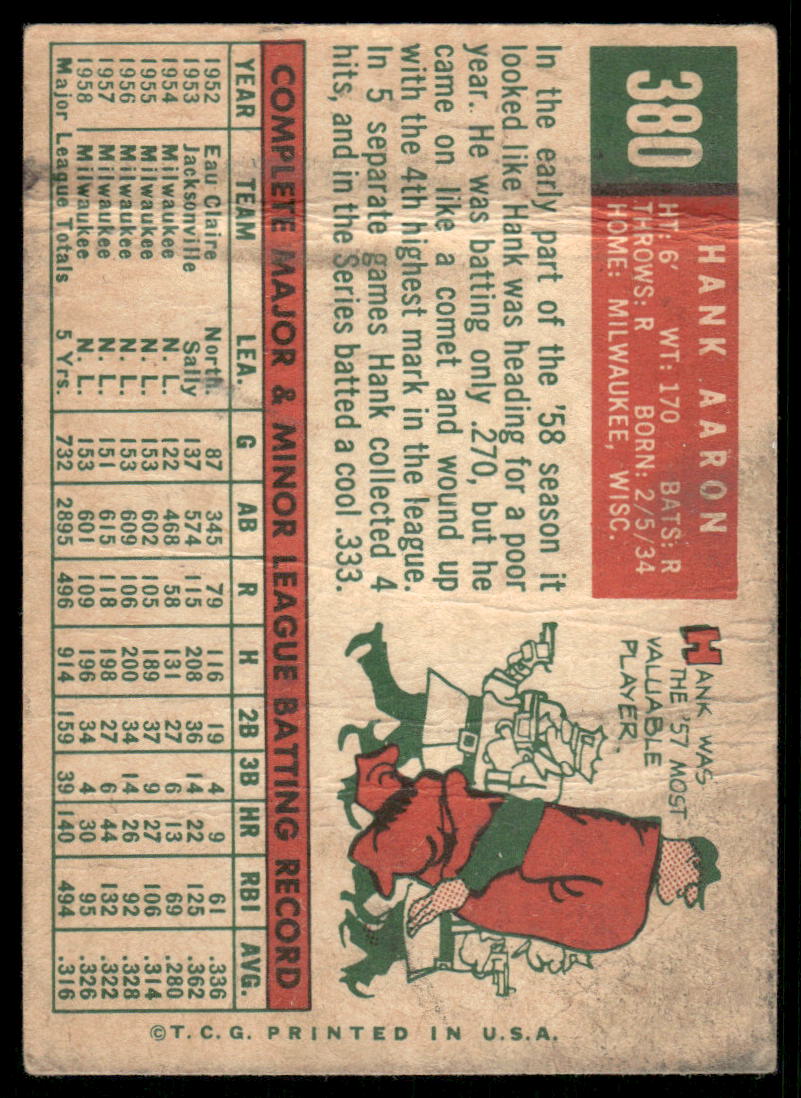 380
HANK AARON
HT: 6' WT: 170 BATS: R
THROWS: R BORN: 2/5/34
HOME: MILWAUKEE, WISC.
In the early part of the '58 season it
looked like Hank was heading for a poor
year. He was batting only .270, but he
came on like a comet and wound up
with the 4th highest mark in the league.
In 5 separate games Hank collected 4
hits, and in the Series batted a cool .333.
HANK WAS
THE '57 MOST
VALUABLE
PLAYER.
COMPLETE MAJOR & MINOR LEAGUE BATTING RECORD
YEAR TEAM LEA. G AB R H 2B 3B HR RBI AVG.
1952 Eau Claire North. 87 345 79 116 19 4 9 61 .336
1953 Jacksonville Sally 137 574 115 208 36 14 22 125 .362
1954 Milwaukee N. L. 122 468 58 131 27 6 13 69 .280
1955 Milwaukee N. L. 153 602 105 189 37 9 27 106 .314
1956 Milwaukee N. L. 153 609 106 200 34 14 26 92 .328
1957 Milwaukee N. L. 151 615 118 198 27 6 44 132 .322
1958 Milwaukee N. L. 153 601 109 196 34 4 30 95 .326
Major League Totals 5 Yrs. 732 2895 496 914 159 39 140 494 .316
©T.C.G. PRINTED IN U.S.A.